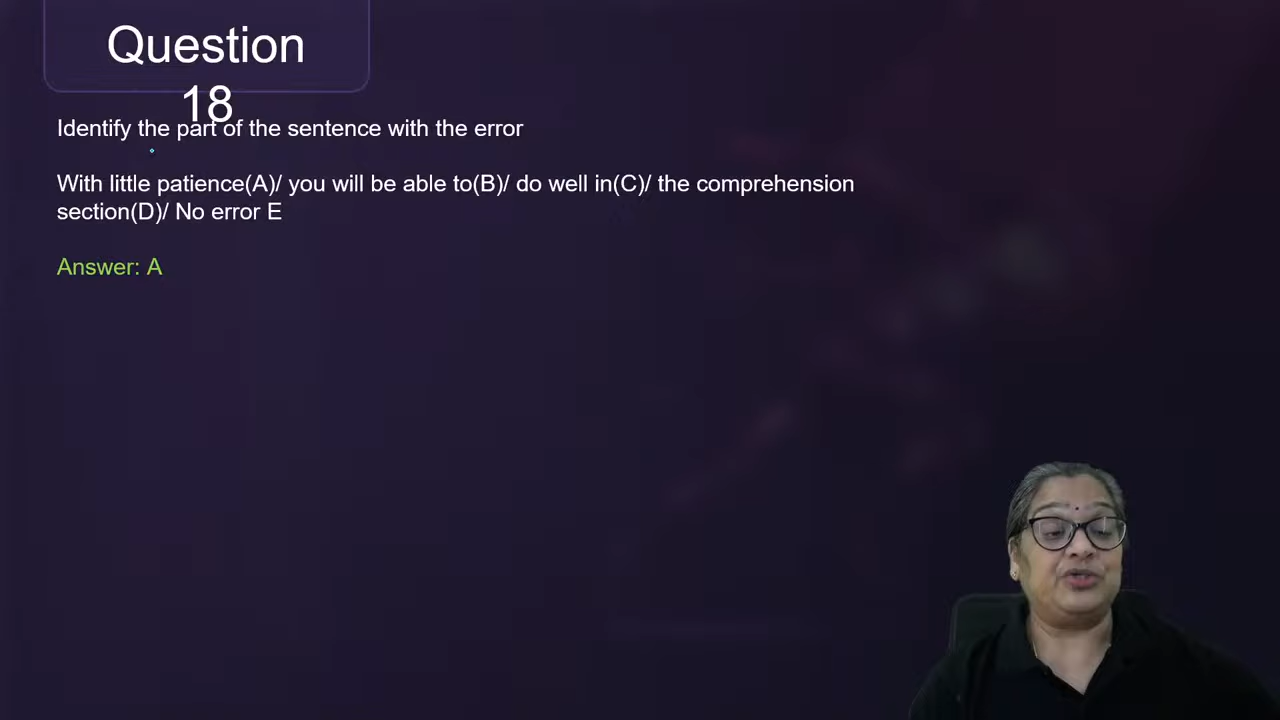 Question
18
Identify the part of the sentence with the error
With little patience(A)/ you will be able to(B)/ do well in(C)/ the comprehension
section(D)/ No error E
Answer: A